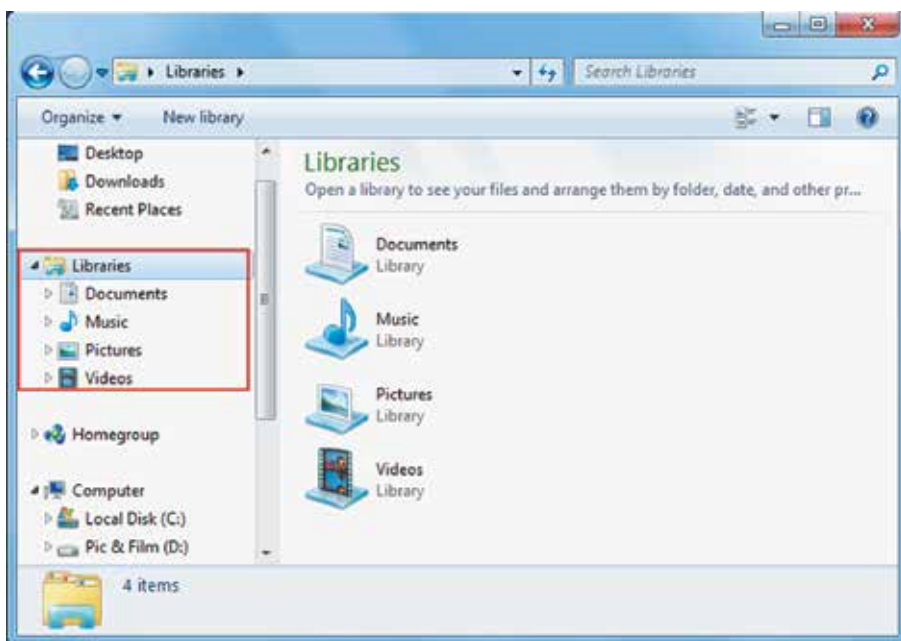 Libraries
Search Libraries
Organize
New library
Desktop
Downloads
Recent Places
Libraries
Documents
Music
Pictures
Videos
Homegroup
Computer
Local Disk (C:)
Pic & Film (D:)
Libraries
Open a library to see your files and arrange them by folder, date, and other pr...
Documents
Library
Music
Library
Pictures
Library
Videos
Library
4 items